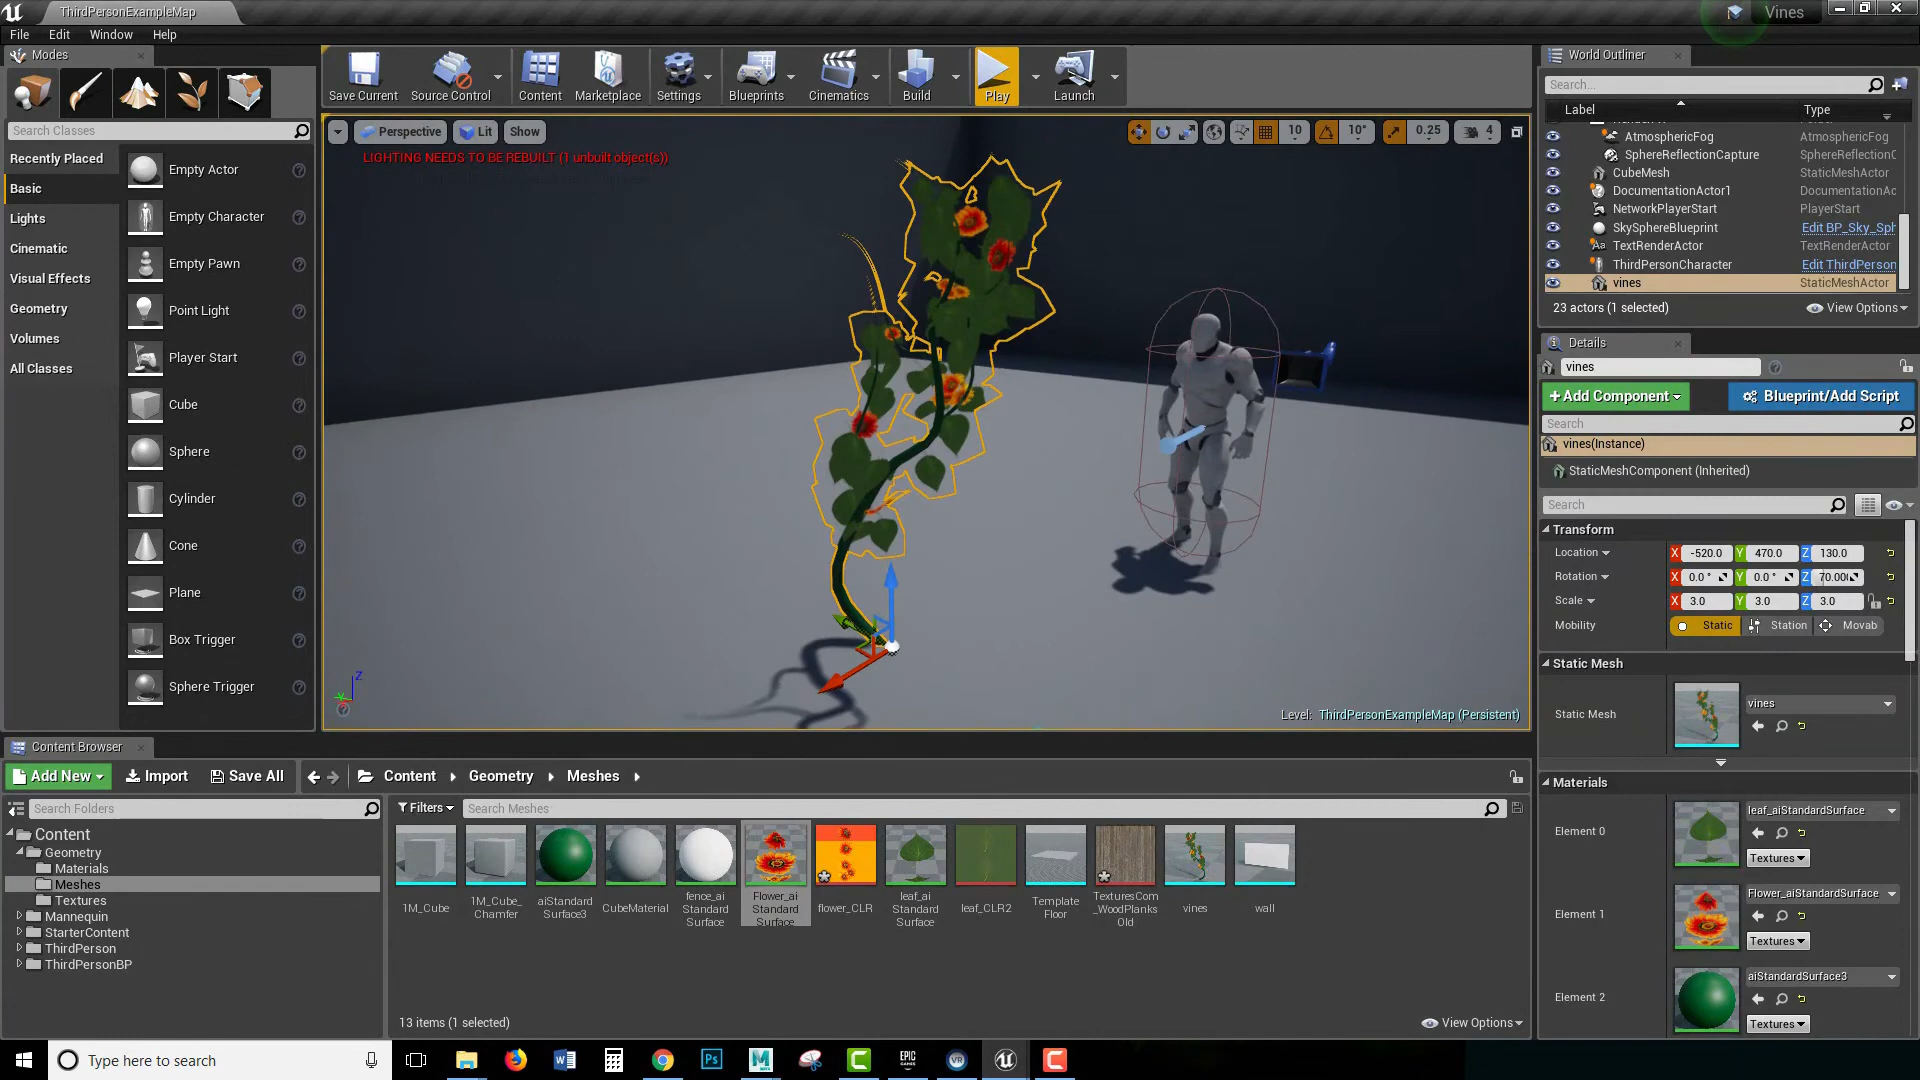 ThirdPersonExampleMap
Vines
File Edit Window Help
Modes
Search Classes
Recently Placed
Basic
Lights
Cinematic
Visual Effects
Geometry
Volumes
All Classes
Empty Actor
Empty Character
Empty Pawn
Point Light
Player Start
Cube
Sphere
Cylinder
Cone
Plane
Box Trigger
Sphere Trigger
Save Current Source Control Content Marketplace Settings Blueprints Cinematics Build Play Launch
Perspective Lit Show
10 10° 0.25 4
LIGHTING NEEDS TO BE REBUILT (1 unbuilt object(s))
Level: ThirdPersonExampleMap (Persistent)
World Outliner
Search...
Label Type
AtmosphericFog AtmosphericFog
SphereReflectionCapture SphereReflectionC
CubeMesh StaticMeshActor
DocumentationActor1 DocumentationAc
NetworkPlayerStart PlayerStart
SkySphereBlueprint Edit BP_Sky_Sph
TextRenderActor TextRenderActor
ThirdPersonCharacter Edit ThirdPerson
vines StaticMeshActor
23 actors (1 selected) View Options
Details
vines
+Add Component Blueprint/Add Script
Search
vines(Instance)
StaticMeshComponent (Inherited)
Search
Transform
Location X -520.0 Y 470.0 Z 130.0
Rotation X 0.0 ° Y 0.0 ° Z 70.00
Scale X 3.0 Y 3.0 Z 3.0
Mobility Static Station Movab
Static Mesh
Static Mesh vines
Materials
Element 0 leaf_aiStandardSurface
Textures
Element 1 Flower_aiStandardSurface
Textures
Element 2 aiStandardSurface3
Textures
Content Browser
Add New Import Save All Content Geometry Meshes
Search Folders
Filters Search Meshes
Content
Geometry
Materials
Meshes
Textures
Mannequin
StarterContent
ThirdPerson
ThirdPersonBP
1M_Cube
1M_Cube_
Chamfer
aiStandard
Surface3
CubeMaterial
fence_ai
Standard
Surface
Flower_ai
Standard
Surface
flower_CLR
leaf_ai
Standard
Surface
leaf_CLR2
Template
Floor
TexturesCom
_WoodPlanks
Old
vines
wall
13 items (1 selected) View Options
Type here to search